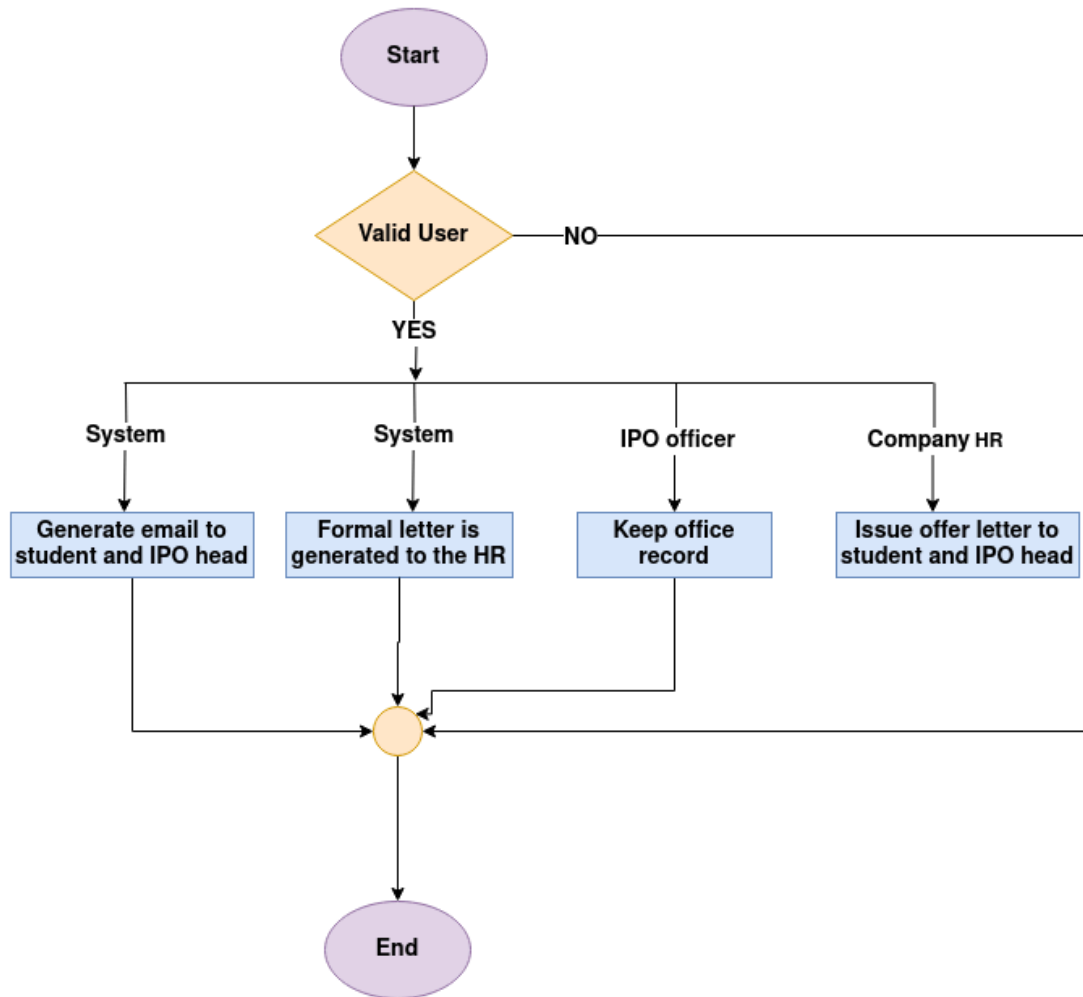 Start
Valid User
NO
YES
System
System
IPO officer
Company HR
Generate email to
student and IPO head
Formal letter is
generated to the HR
Keep office
record
Issue offer letter to
student and IPO head
End